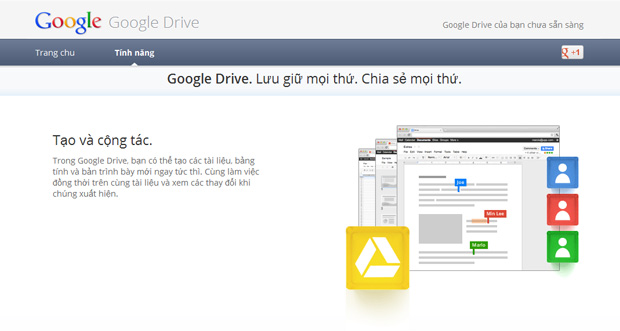 Google Google Drive
Google Drive của bạn chưa sẵn sàng
Trang chu
Tính năng
g +1
Google Drive. Lưu giữ mọi thứ. Chia sẻ mọi thứ.
Tạo và cộng tác.
Trong Google Drive, bạn có thể tạo các tài liệu, bảng
tính và bản trình bày mới ngay tức thì. Cùng làm việc
đồng thời trên cùng tài liệu và xem các thay đổi khi
chúng xuất hiện.
Joe
Min Lee
Mario